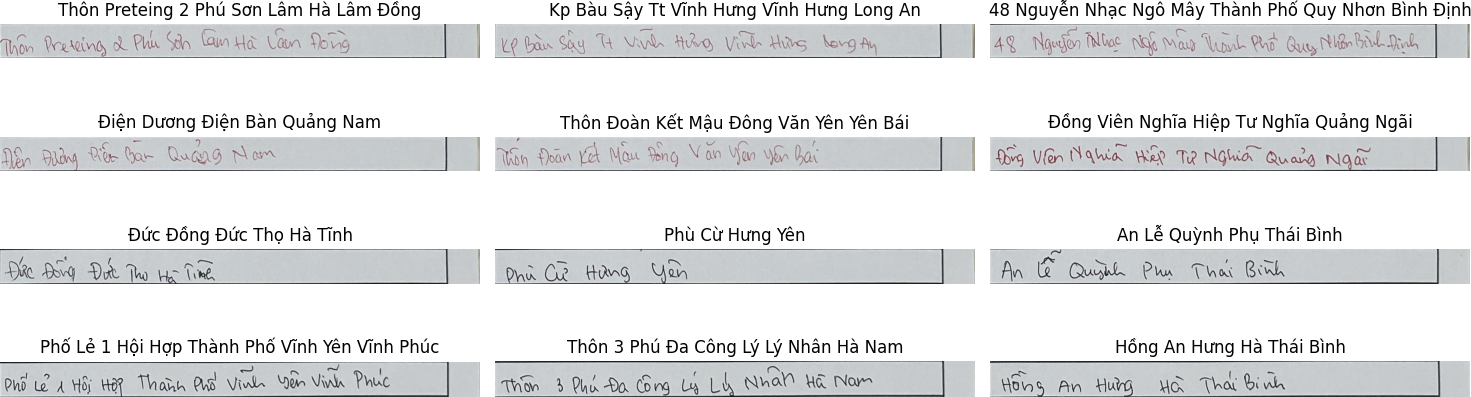 Thôn Preteing 2 Phú Sơn Lâm Hà Lâm Đồng
Kp Bàu Sậy Tt Vĩnh Hưng Vĩnh Hưng Long An
48 Nguyễn Nhạc Ngô Mây Thành Phố Quy Nhơn Bình Định
Thôn Preteing 2 Phú Sơn Lâm Hà Lâm Đồng
Kp Bàu Sậy Tt Vĩnh Hưng Vĩnh Hưng Long An
48 Nguyễn Nhạc Ngô Mây Thành Phố Quy Nhơn Bình Định
Điện Dương Điện Bàn Quảng Nam
Thôn Đoàn Kết Mậu Đông Văn Yên Yên Bái
Đồng Viên Nghĩa Hiệp Tư Nghĩa Quảng Ngãi
Điện Dương Điện Bàn Quảng Nam
Thôn Đoàn Kết Mậu Đông Văn Yên Yên Bái
Đồng Viên Nghĩa Hiệp Tư Nghĩa Quảng Ngãi
Đức Đồng Đức Thọ Hà Tĩnh
Phù Cừ Hưng Yên
An Lễ Quỳnh Phụ Thái Bình
Đức Đồng Đức Thọ Hà Tĩnh
Phù Cừ Hưng Yên
An Lễ Quỳnh Phụ Thái Bình
Phố Lẻ 1 Hội Hợp Thành Phố Vĩnh Yên Vĩnh Phúc
Thôn 3 Phú Đa Công Lý Lý Nhân Hà Nam
Hồng An Hưng Hà Thái Bình
Phố Lẻ 1 Hội Hợp Thành Phố Vĩnh Yên Vĩnh Phúc
Thôn 3 Phú Đa Công Lý Lý Nhân Hà Nam
Hồng An Hưng Hà Thái Bình